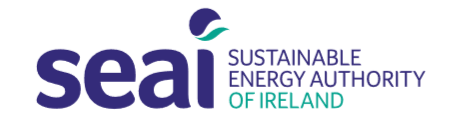 seai
SUSTAINABLE
ENERGY AUTHORITY
OF IRELAND